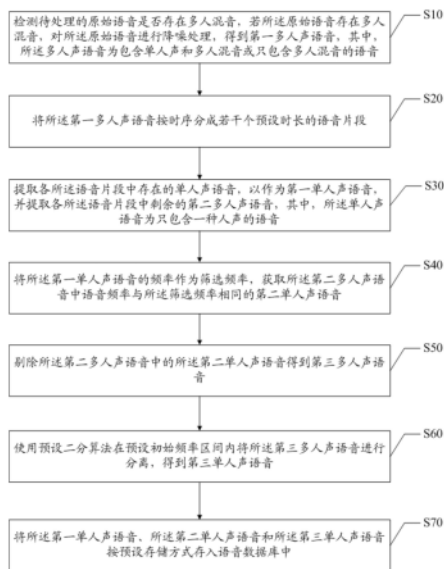 检测待处理的原始语音是否存在多人混音，若所述原始语音存在多人
混音，对所述原始语音进行降噪处理，得到第一多人声语音，其中，
所述多人声语音为包含单人声和多人混音或只包含多人混音的语音
S10
将所述第一多人声语音按时序分成若干个预设时长的语音片段
S20
提取各所述语音片段中存在的单人声语音，以作为第一单人声语音，
并提取各所述语音片段中剩余的第二多人声语音，其中，所述单人声
语音为只包含一种人声的语音
S30
将所述第一单人声语音的频率作为筛选频率，获取所述第二多人声语
音中语音频率与所述筛选频率相同的第二单人声语音
S40
剔除所述第二多人声语音中的所述第二单人声语音得到第三多人声语
音
S50
使用预设二分算法在预设初始频率区间内将所述第三多人声语音进行
分离，得到第三单人声语音
S60
将所述第一单人声语音、所述第二单人声语音和所述第三单人声语音
按预设存储方式存入语音数据库中
S70